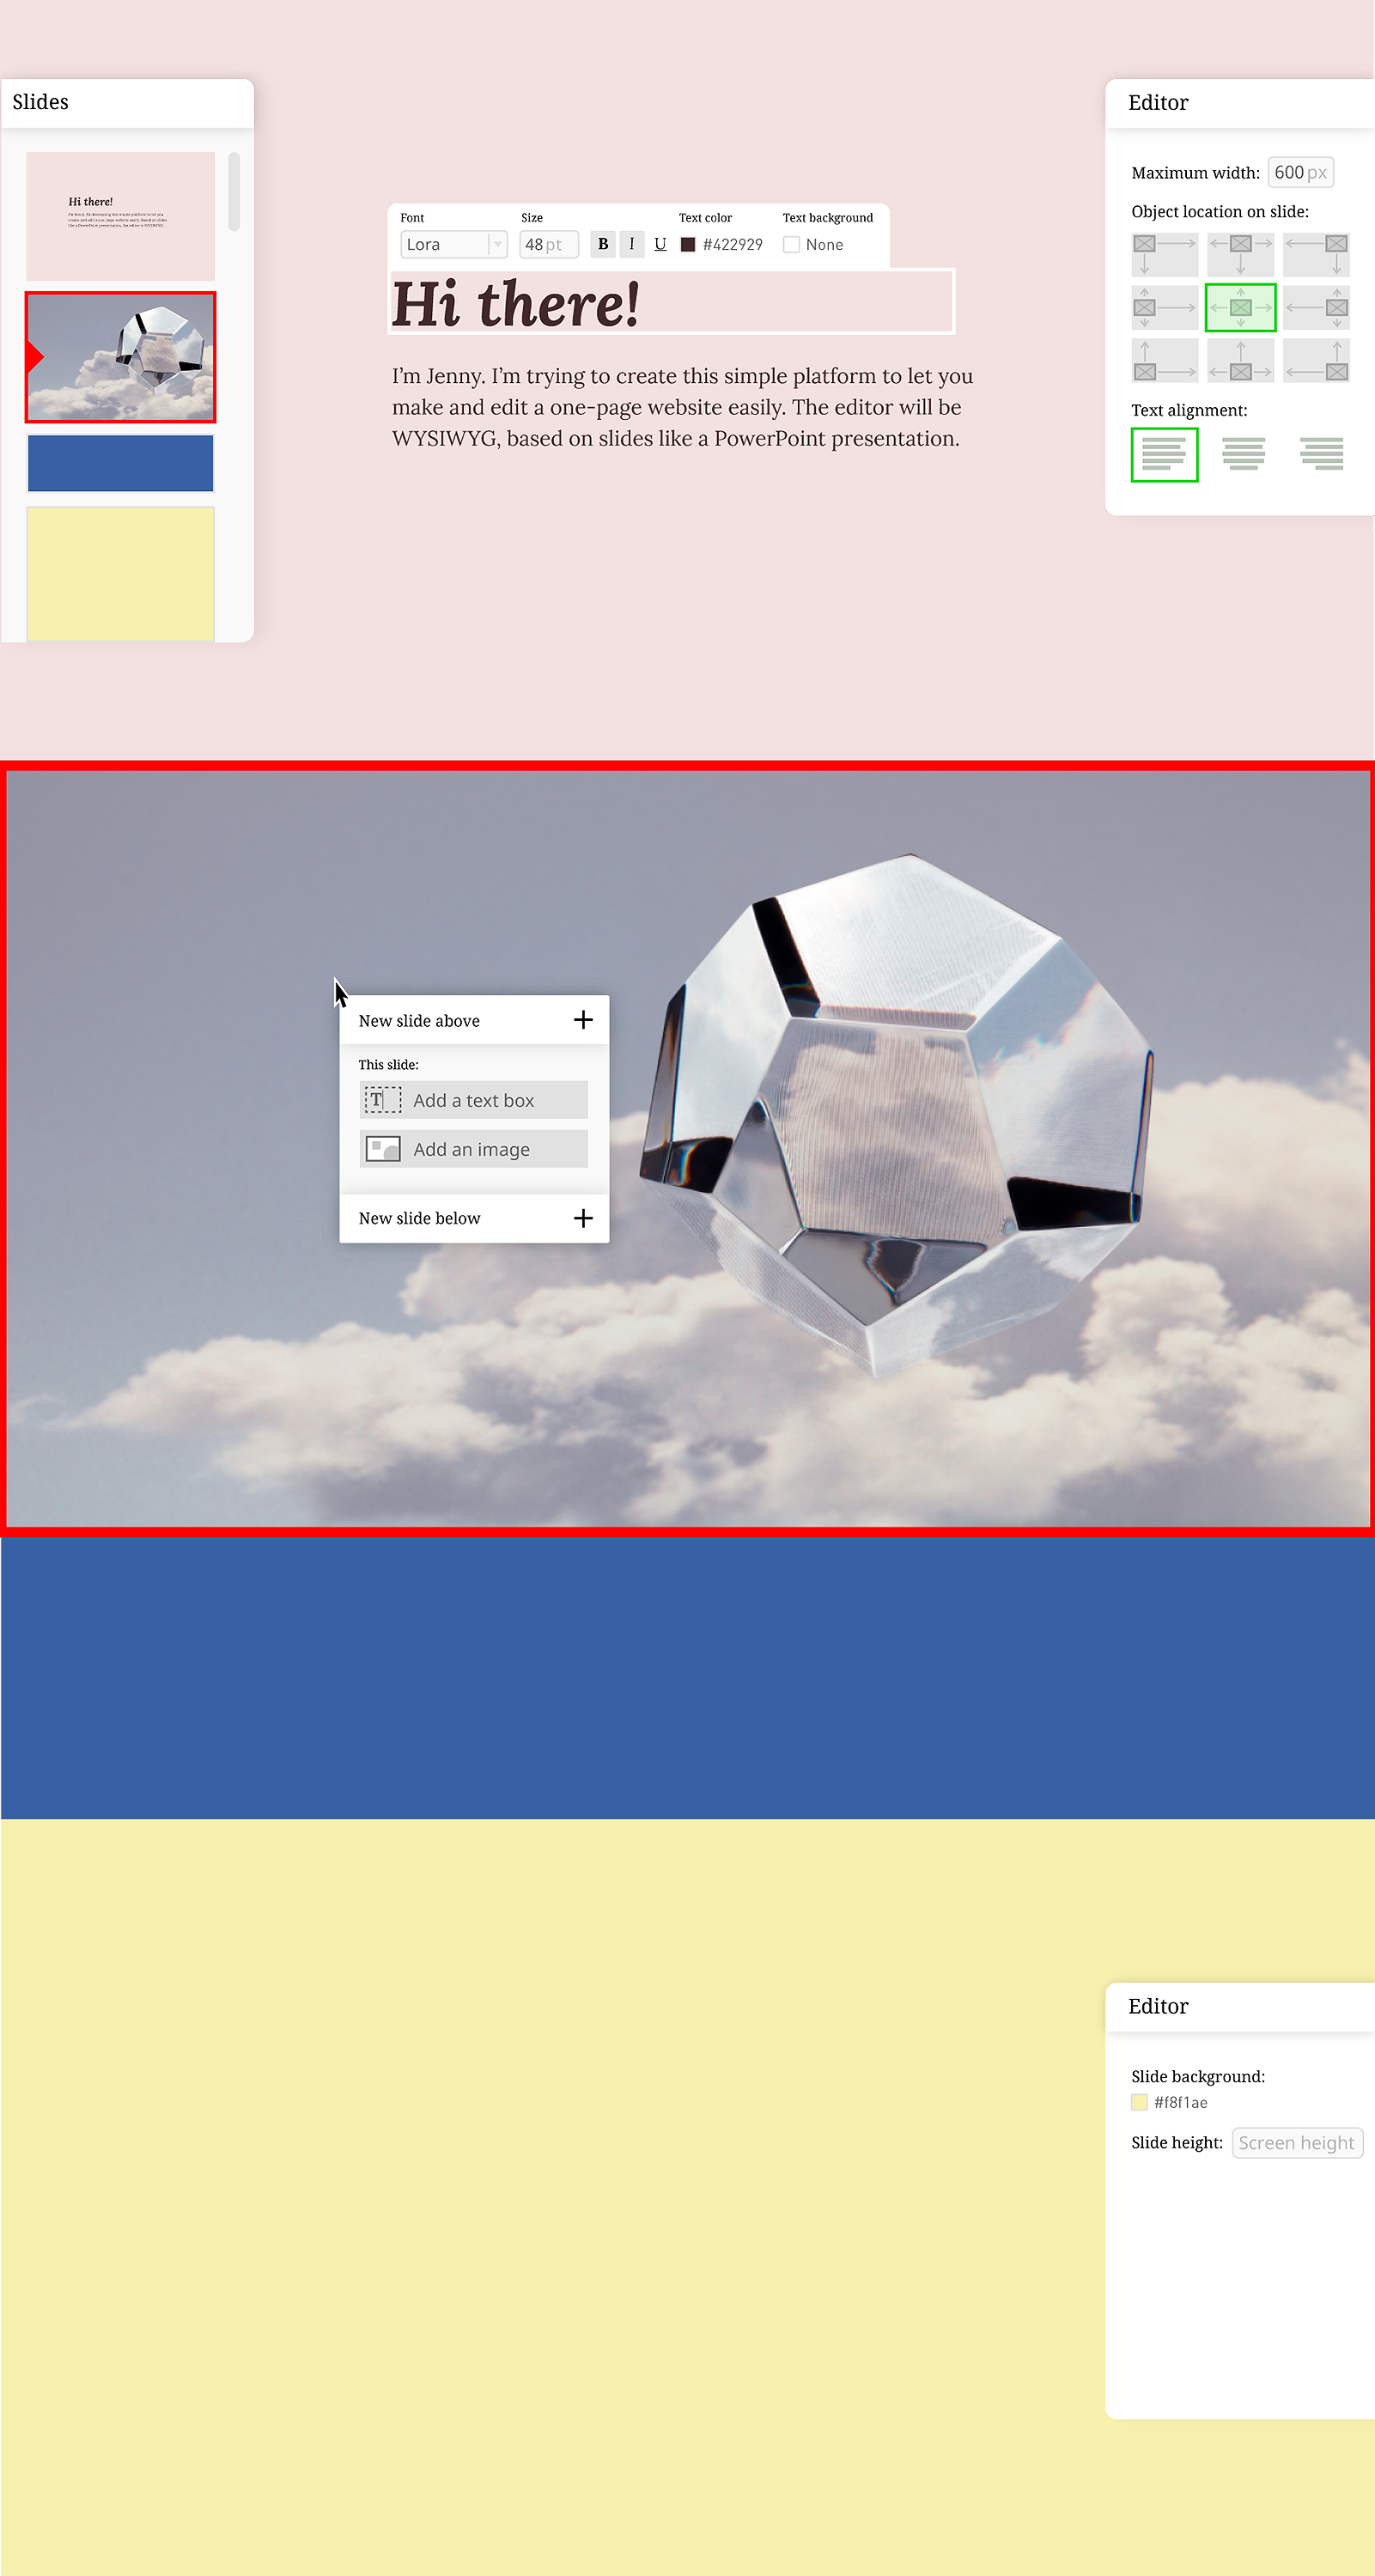 Slides
Hi there!
Editor
Maximum width: 600 px
Object location on slide:
Text alignment:
Font Size Text color Text background
Lora 48 pt B I U #422929 None
Hi there!
I’m Jenny. I’m trying to create this simple platform to let you
make and edit a one-page website easily. The editor will be
WYSIWYG, based on slides like a PowerPoint presentation.
New slide above
This slide:
T Add a text box
Add an image
New slide below
Editor
Slide background:
#f8f1ae
Slide height: Screen height